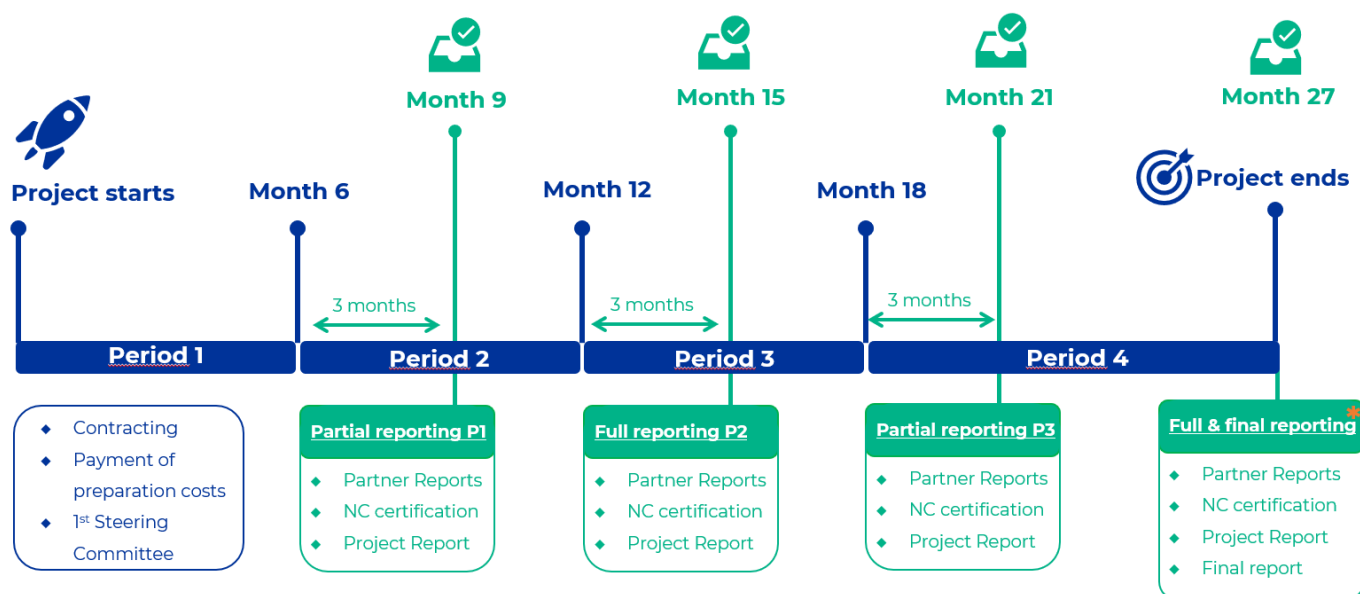 Month 9
Month 15
Month 21
Month 27
Project starts
Month 6
Month 12
Month 18
Project ends
3 months
3 months
3 months
Period 1
Period 2
Period 3
Period 4
Contracting
Payment of
preparation costs
1st Steering
Committee
Partial reporting P1
Partner Reports
NC certification
Project Report
Full reporting P2
Partner Reports
NC certification
Project Report
Partial reporting P3
Partner Reports
NC certification
Project Report
Full & final reporting*
Partner Reports
NC certification
Project Report
Final report